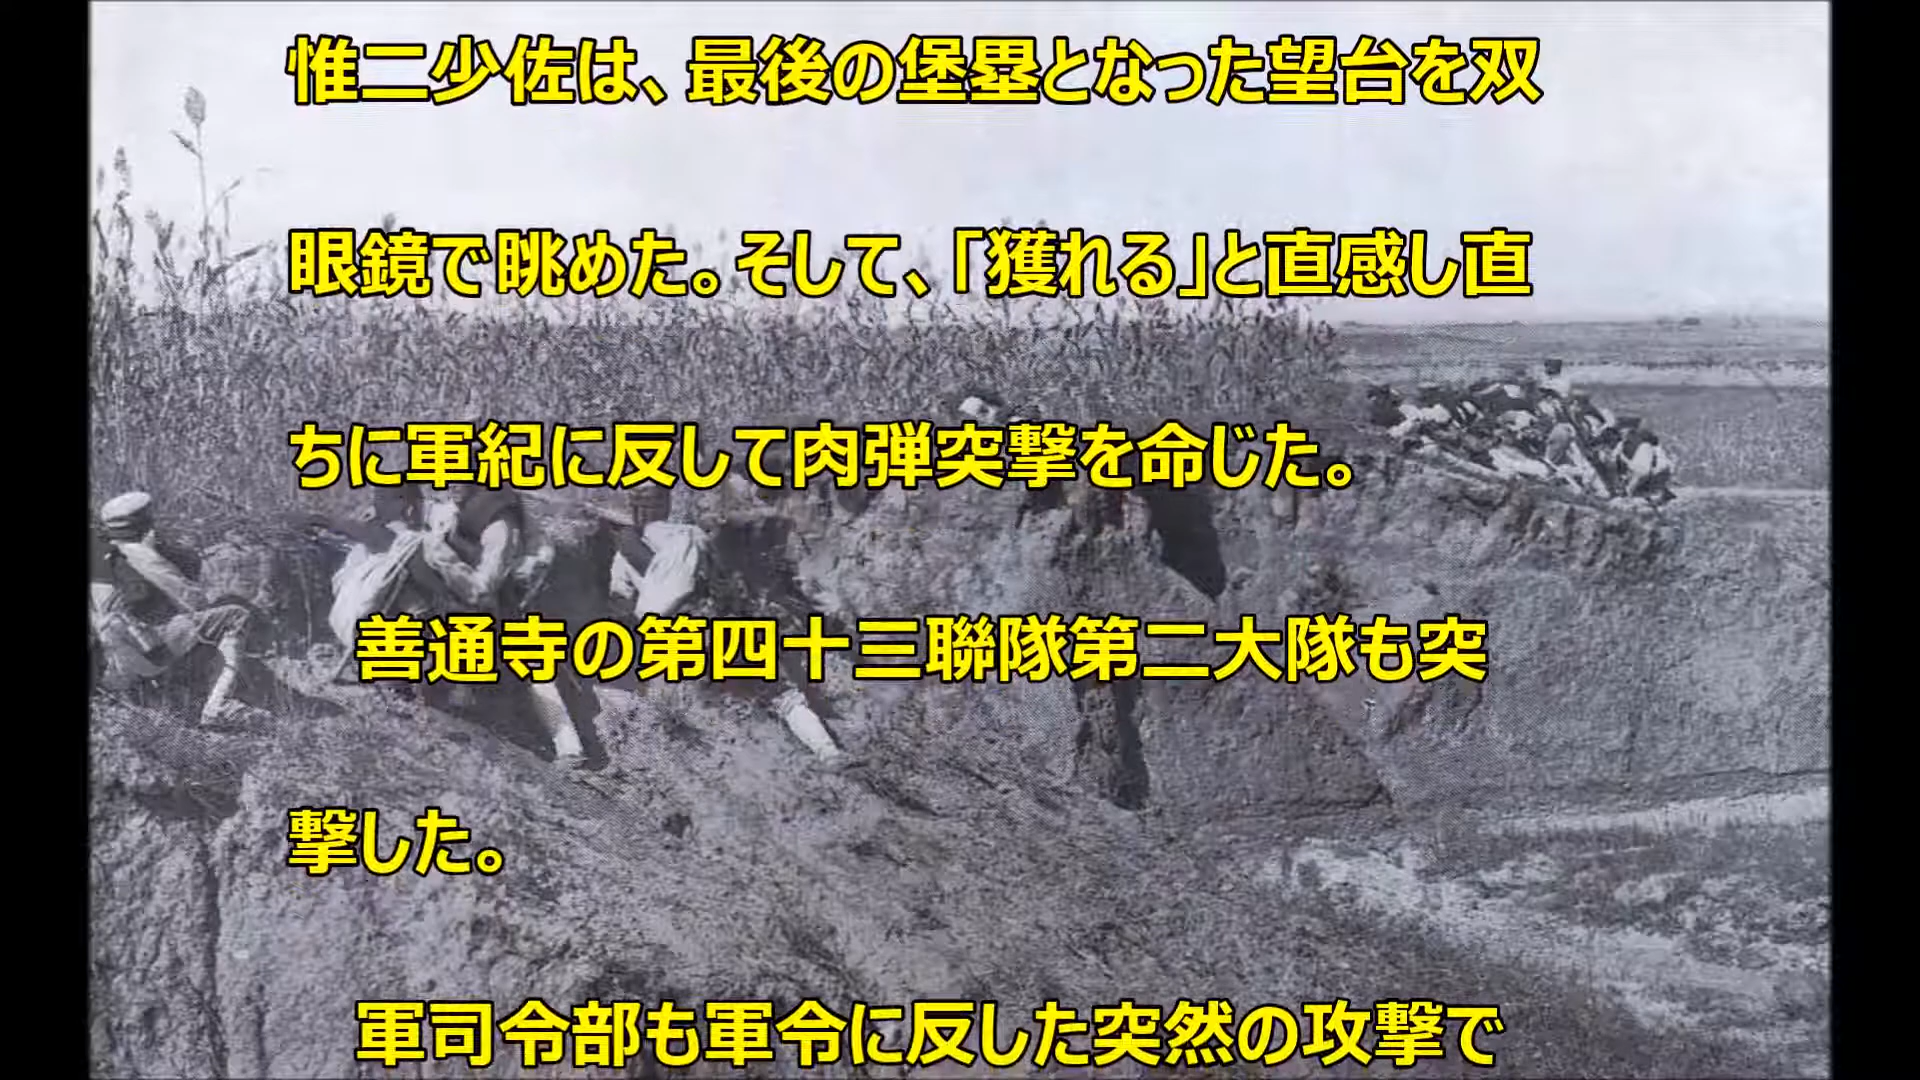 惟二少佐は、最後の堡塁となった望台を双
眼鏡で眺めた。そして、「獲れる」と直感し直
ちに軍紀に反して肉弾突撃を命じた。
善通寺の第四十三聯隊第二大隊も突
撃した。
軍司令部も軍令に反した突然の攻撃で